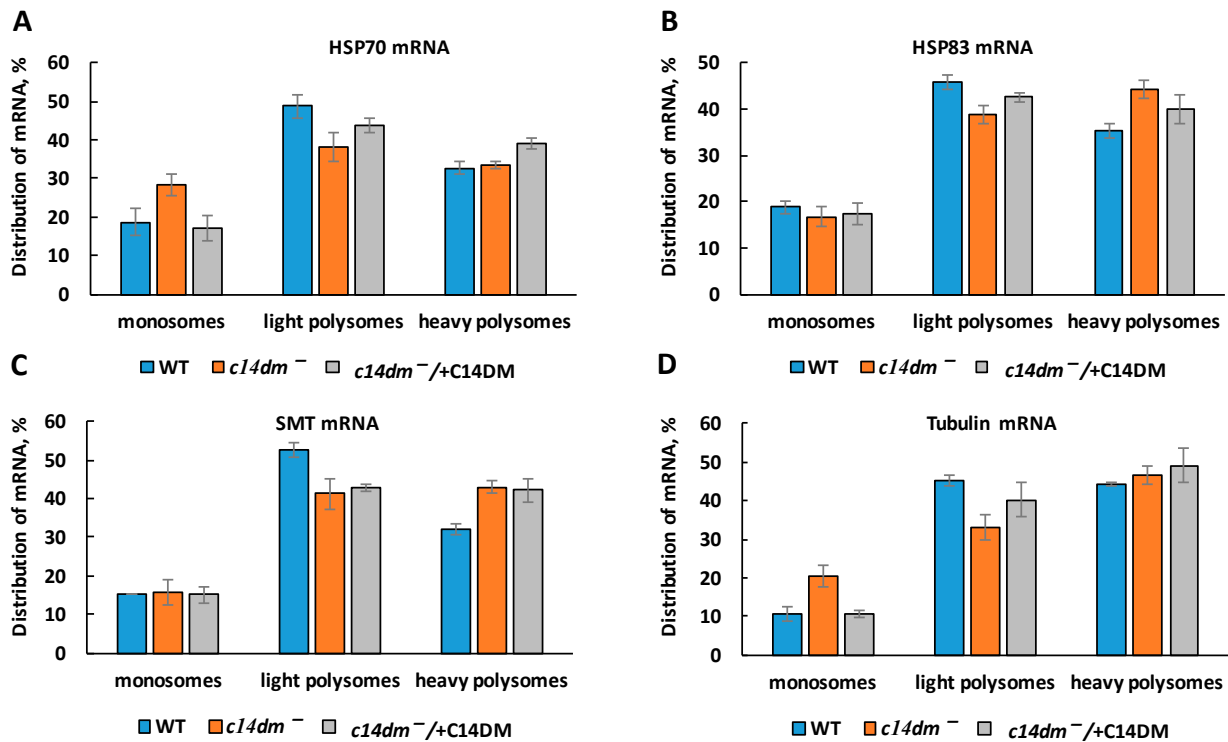 A
HSP70 mRNA
Distribution of mRNA, %
60
50
40
30
20
10
0
monosomes light polysomes heavy polysomes
WT c14dm⁻ c14dm⁻/+C14DM
B
HSP83 mRNA
Distribution of mRNA, %
50
40
30
20
10
0
monosomes light polysomes heavy polysomes
WT c14dm⁻ c14dm⁻/+C14DM
C
SMT mRNA
Distribution of mRNA, %
60
50
40
30
20
10
0
monosomes light polysomes heavy polysomes
WT c14dm⁻ c14dm⁻/+C14DM
D
Tubulin mRNA
Distribution of mRNA, %
60
50
40
30
20
10
0
monosomes light polysomes heavy polysomes
WT c14dm⁻ c14dm⁻/+C14DM